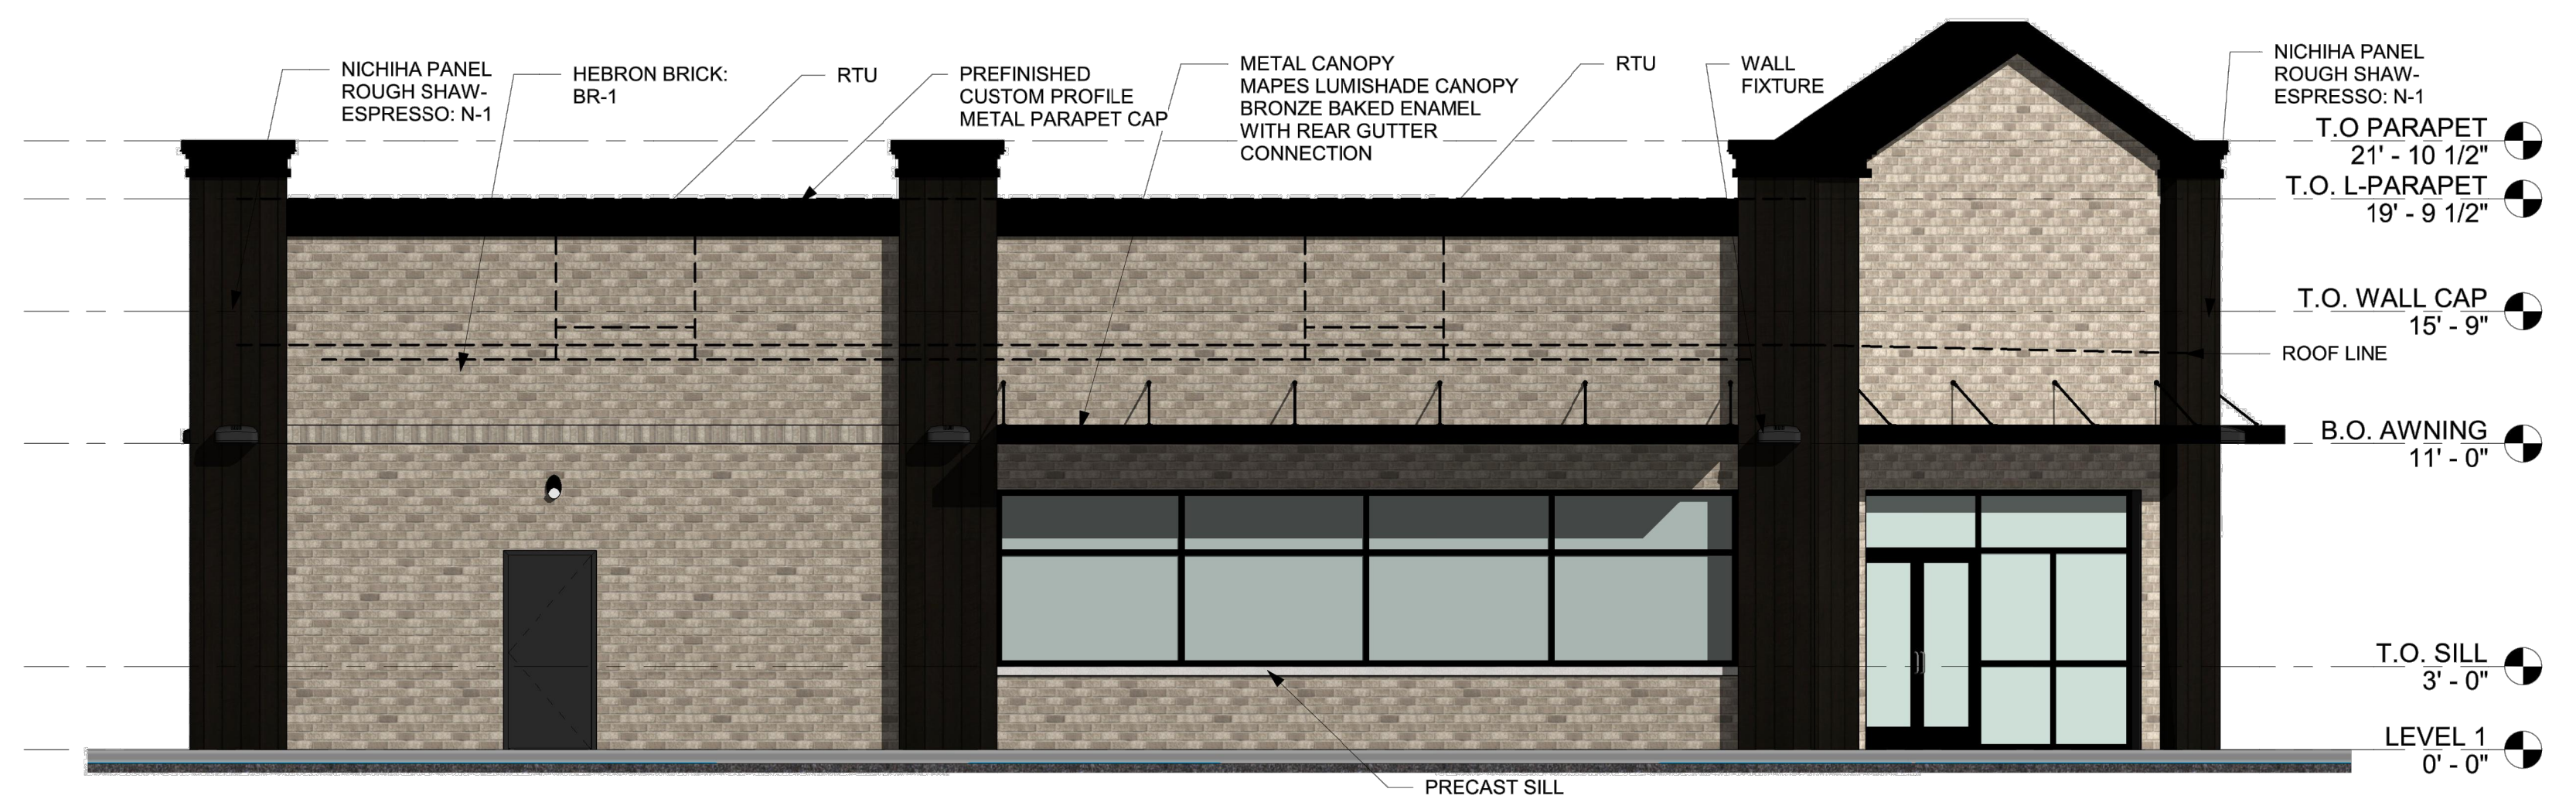 NICHIHA PANEL
ROUGH SHAW-
ESPRESSO: N-1
HEBRON BRICK:
BR-1
RTU
PREFINISHED
CUSTOM PROFILE
METAL PARAPET CAP
METAL CANOPY
MAPES LUMISHADE CANOPY
BRONZE BAKED ENAMEL
WITH REAR GUTTER
CONNECTION
RTU
WALL
FIXTURE
NICHIHA PANEL
ROUGH SHAW-
ESPRESSO: N-1
T.O PARAPET
21' - 10 1/2"
T.O. L-PARAPET
19' - 9 1/2"
T.O. WALL CAP
15' - 9"
ROOF LINE
B.O. AWNING
11' - 0"
T.O. SILL
3' - 0"
LEVEL 1
0' - 0"
PRECAST SILL